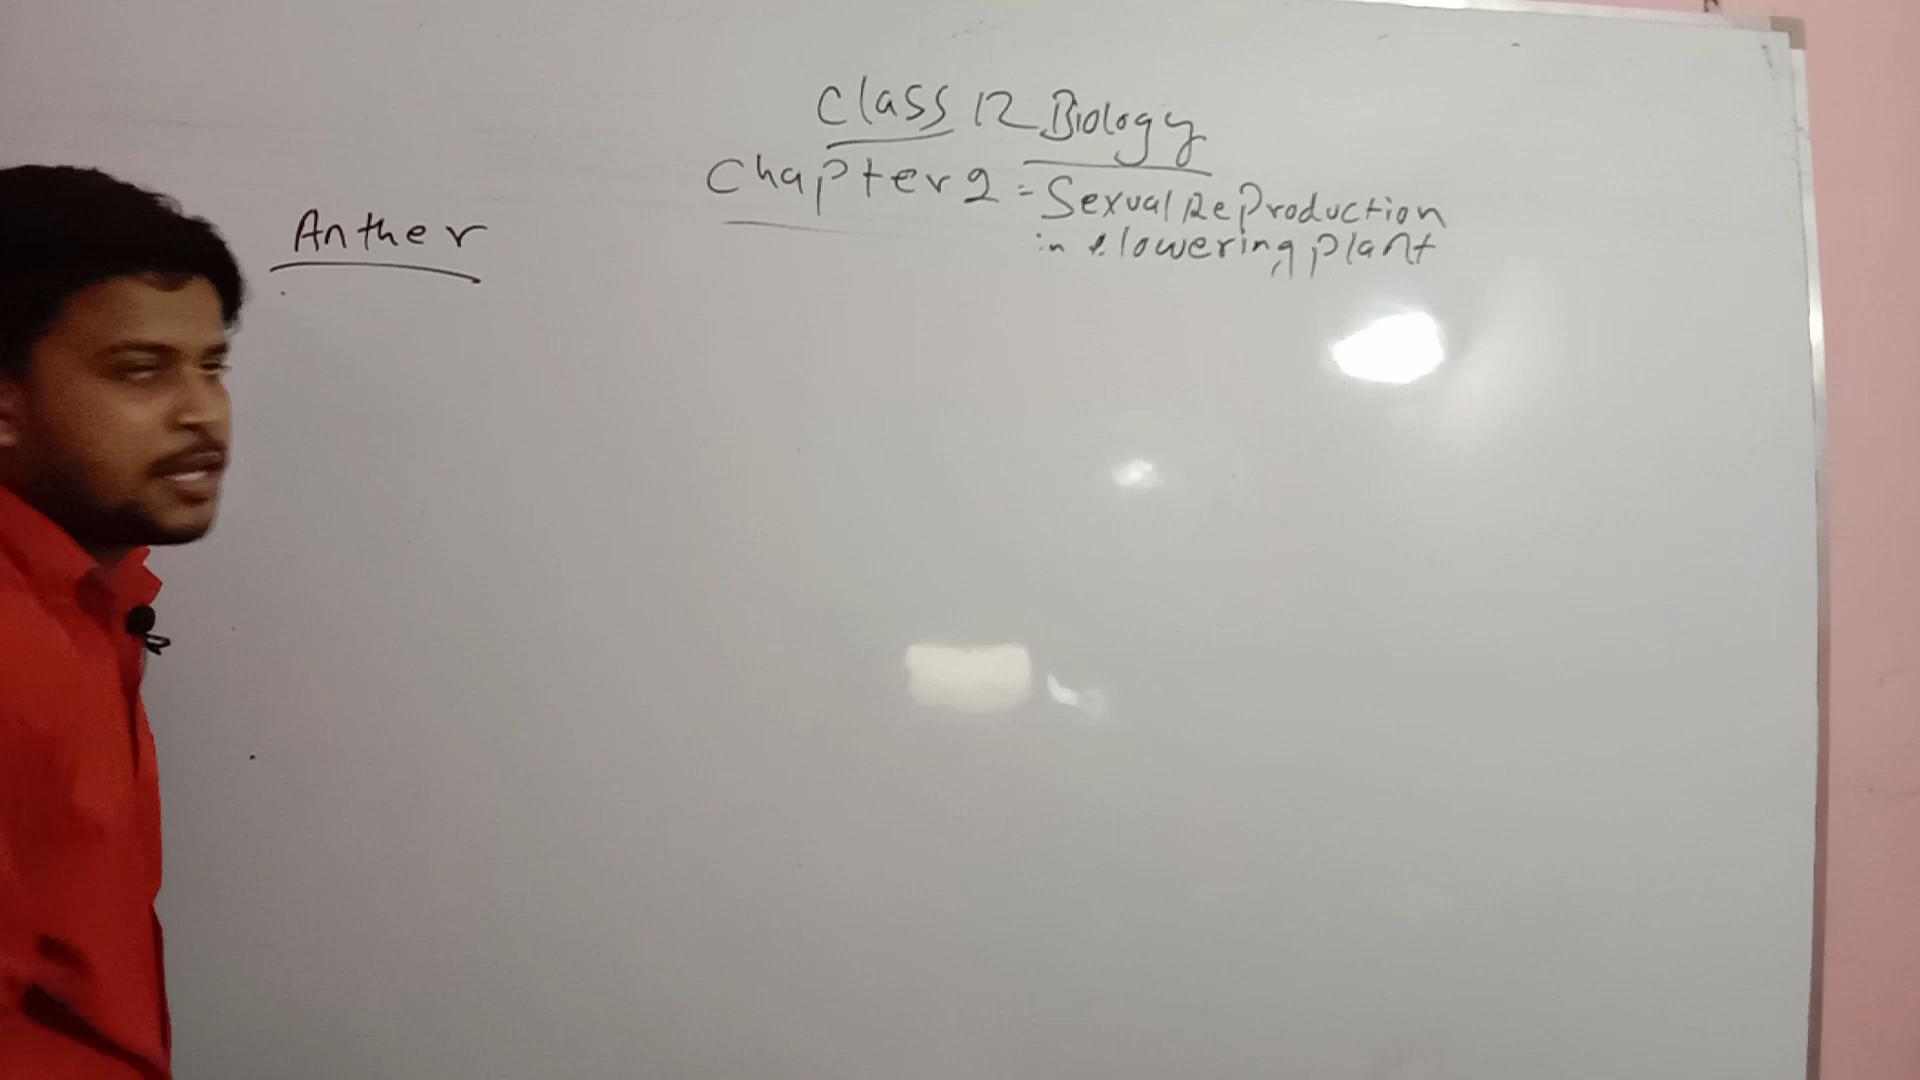 Class 12 Biology
Chapter 2 = Sexual Reproduction
in flowering plant
Anther